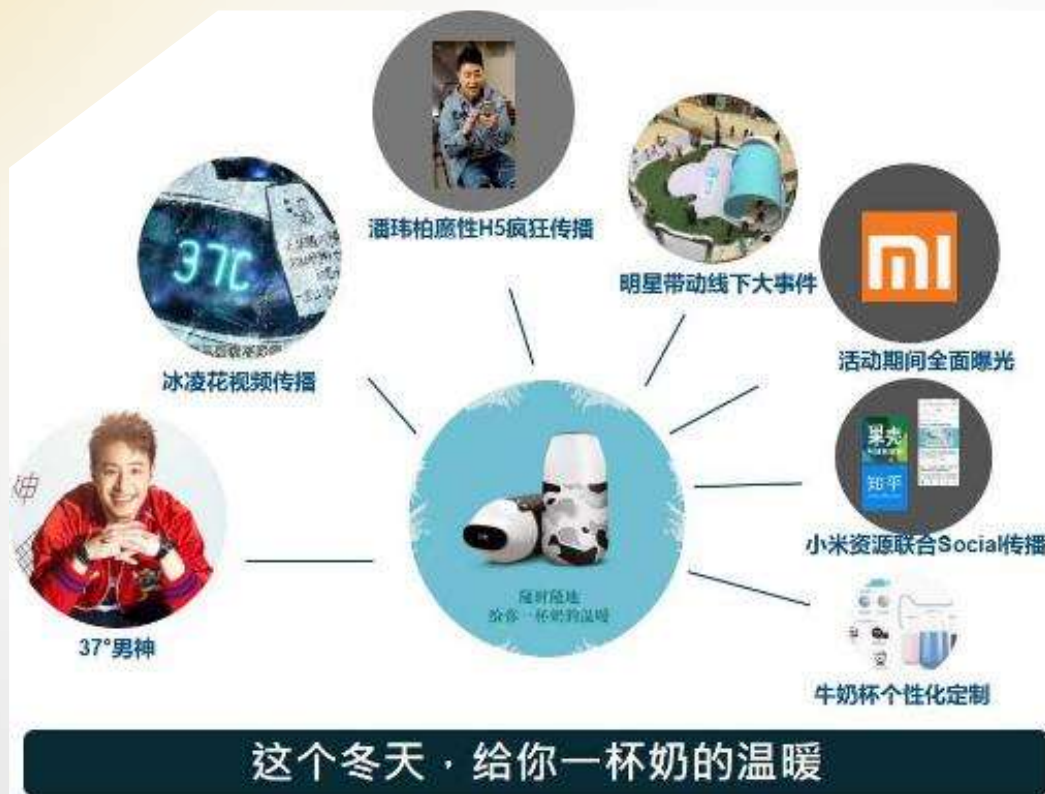 潘玮柏魔性H5疯狂传播
明星带动线下大事件
37C
冰凌花视频传播
mi
活动期间全面曝光
果壳
知乎
小米资源联合Social传播
神
37°男神
随时随地
给你一杯奶的温暖
牛奶杯个性化定制
这个冬天·给你一杯奶的温暖